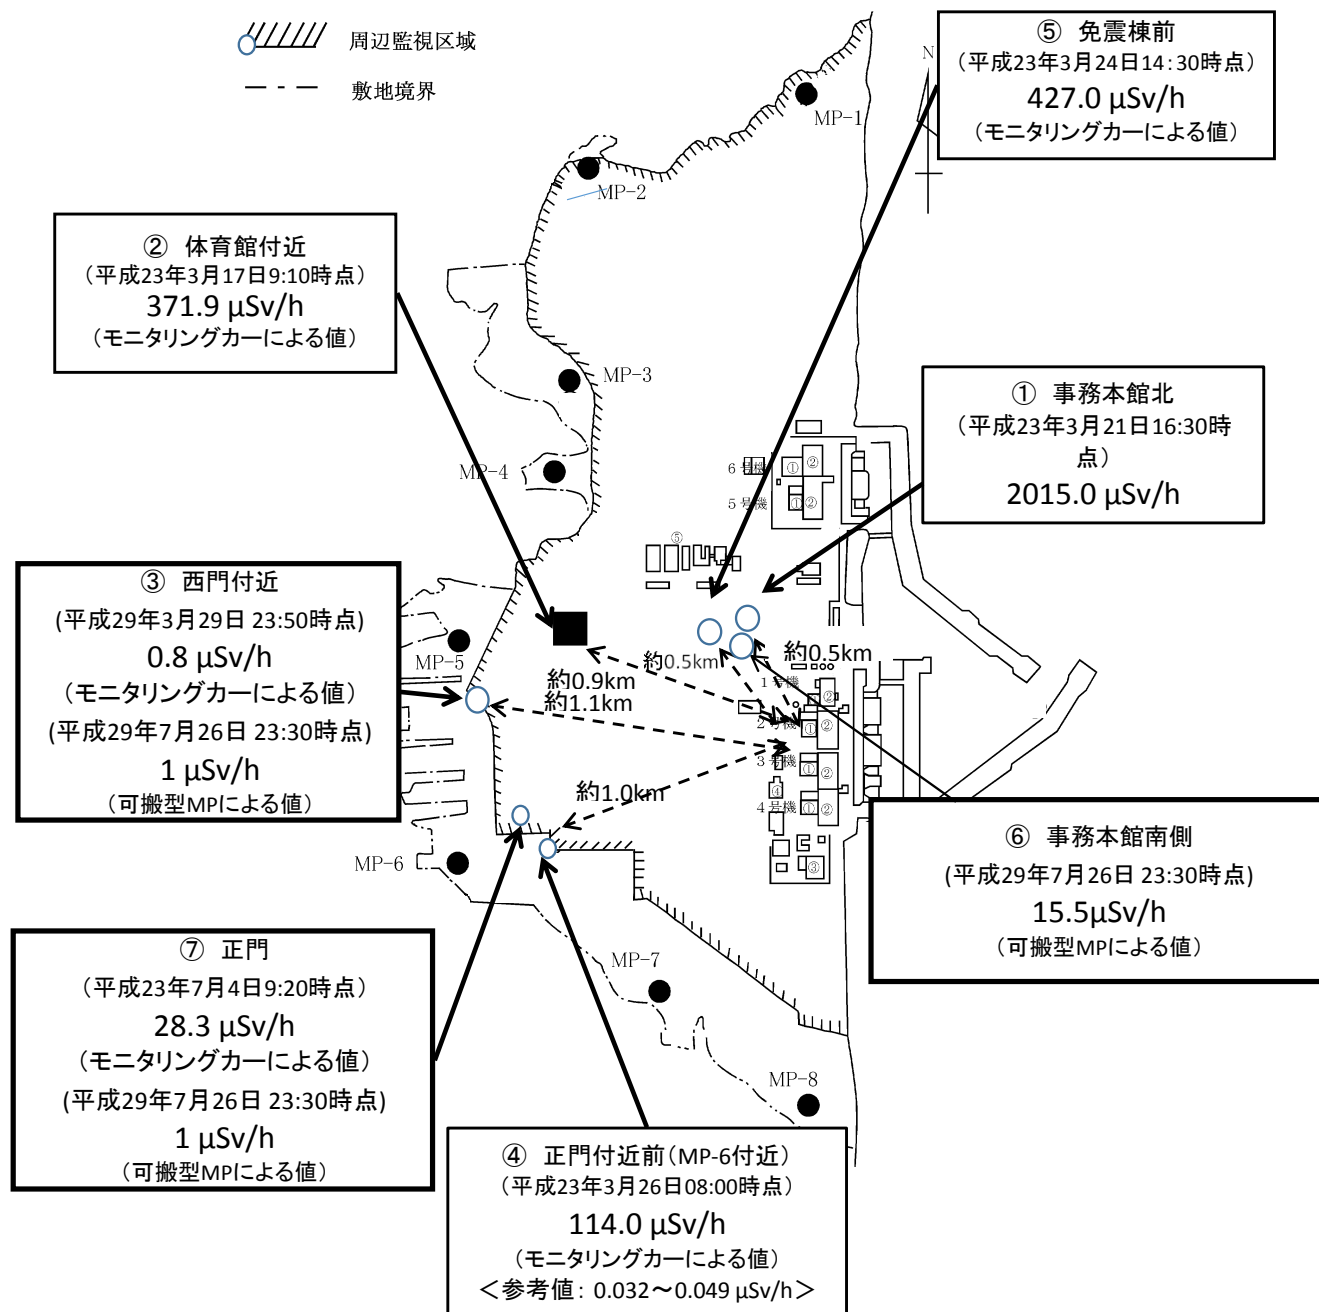 周辺監視区域
敷地境界
N
⑤ 免震棟前
（平成23年3月24日14：30時点）
427.0 µSv/h
（モニタリングカーによる値）
MP-1
MP-2
② 体育館付近
（平成23年3月17日9:10時点）
371.9 µSv/h
（モニタリングカーによる値）
MP-3
① 事務本館北
（平成23年3月21日16:30時
点）
2015.0 µSv/h
MP-4
6号機
①
②
5号機
①
②
⑤
③ 西門付近
(平成29年3月29日 23:50時点)
0.8 µSv/h
（モニタリングカーによる値）
(平成29年7月26日 23:30時点)
1 µSv/h
（可搬型MPによる値）
MP-5
約0.5km
約0.5km
約0.9km
約1.1km
1号機
②
2号機
①
②
3号機
①
②
約1.0km
④
4号機
①
②
③
MP-6
⑥ 事務本館南側
(平成29年7月26日 23:30時点)
15.5µSv/h
（可搬型MPによる値）
⑦ 正門
（平成23年7月4日9:20時点）
28.3 µSv/h
（モニタリングカーによる値）
(平成29年7月26日 23:30時点)
1 µSv/h
（可搬型MPによる値）
MP-7
MP-8
④ 正門付近前（MP-6付近）
（平成23年3月26日08:00時点）
114.0 µSv/h
（モニタリングカーによる値）
＜参考値： 0.032～0.049 µSv/h＞